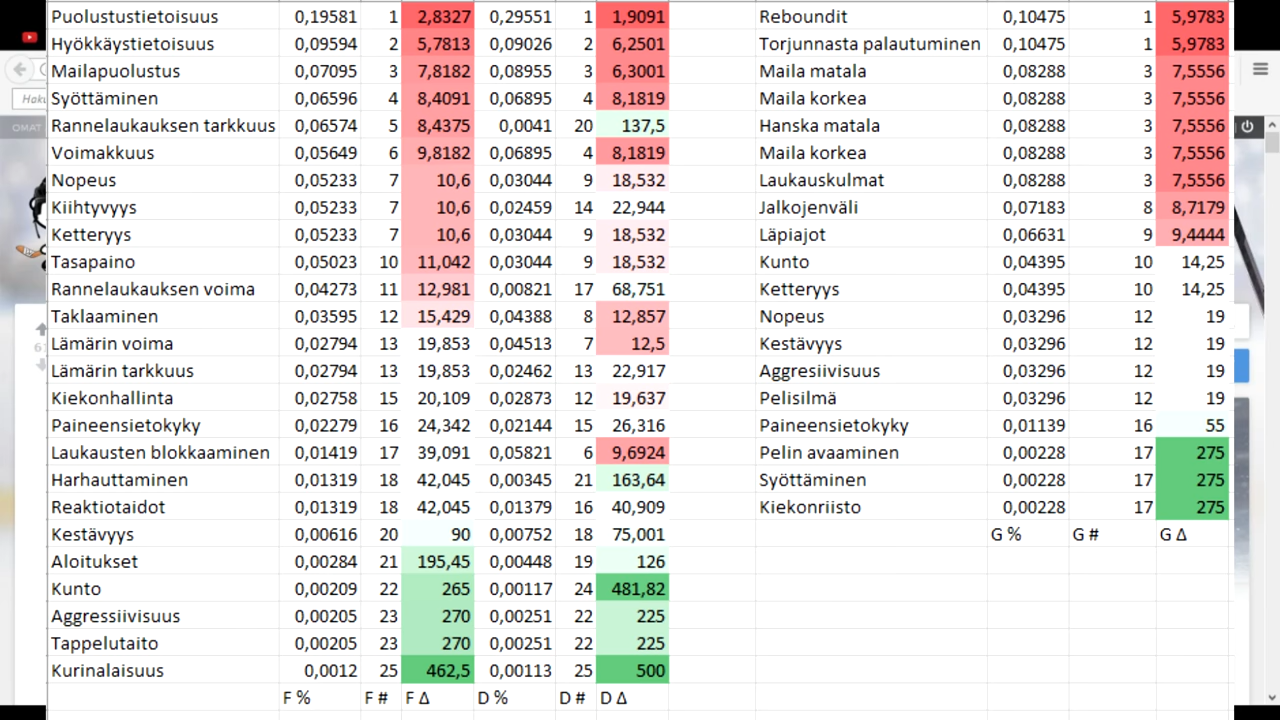 Puolustustietoisuus 0,19581 1 2,8327 0,29551 1 1,9091 Reboundit 0,10475 1 5,9783
Hyökkäystietoisuus 0,09594 2 5,7813 0,09026 2 6,2501 Torjunnasta palautuminen 0,10475 1 5,9783
Mailapuolustus 0,07095 3 7,8182 0,08955 3 6,3001 Maila matala 0,08288 3 7,5556
Syöttäminen 0,06596 4 8,4091 0,06895 4 8,1819 Maila korkea 0,08288 3 7,5556
Rannelaukauksen tarkkuus 0,06574 5 8,4375 0,0041 20 137,5 Hanska matala 0,08288 3 7,5556
Voimakkuus 0,05649 6 9,8182 0,06895 4 8,1819 Maila korkea 0,08288 3 7,5556
Nopeus 0,05233 7 10,6 0,03044 9 18,532 Laukauskulmat 0,08288 3 7,5556
Kiihtyvyys 0,05233 7 10,6 0,02459 14 22,944 Jalkojenväli 0,07183 8 8,7179
Ketteryys 0,05233 7 10,6 0,03044 9 18,532 Läpiajot 0,06631 9 9,4444
Tasapaino 0,05023 10 11,042 0,03044 9 18,532 Kunto 0,04395 10 14,25
Rannelaukauksen voima 0,04273 11 12,981 0,00821 17 68,751 Ketteryys 0,04395 10 14,25
Taklaaminen 0,03595 12 15,429 0,04388 8 12,857 Nopeus 0,03296 12 19
Lämärin voima 0,02794 13 19,853 0,04513 7 12,5 Kestävyys 0,03296 12 19
Lämärin tarkkuus 0,02794 13 19,853 0,02462 13 22,917 Aggresiivisuus 0,03296 12 19
Kiekonhallinta 0,02758 15 20,109 0,02873 12 19,637 Pelisilmä 0,03296 12 19
Paineensietokyky 0,02279 16 24,342 0,02144 15 26,316 Paineensietokyky 0,01139 16 55
Laukausten blokkaaminen 0,01419 17 39,091 0,05821 6 9,6924 Pelin avaaminen 0,00228 17 275
Harhauttaminen 0,01319 18 42,045 0,00345 21 163,64 Syöttäminen 0,00228 17 275
Reaktiotaidot 0,01319 18 42,045 0,01379 16 40,909 Kiekonriisto 0,00228 17 275
Kestävyys 0,00616 20 90 0,00752 18 75,001 G % G # G Δ
Aloitukset 0,00284 21 195,45 0,00448 19 126
Kunto 0,00209 22 265 0,00117 24 481,82
Aggressiivisuus 0,00205 23 270 0,00251 22 225
Tappelutaito 0,00205 23 270 0,00251 22 225
Kurinalaisuus 0,0012 25 462,5 0,00113 25 500
F % F # F Δ D % D # D Δ
Haku
OMAT